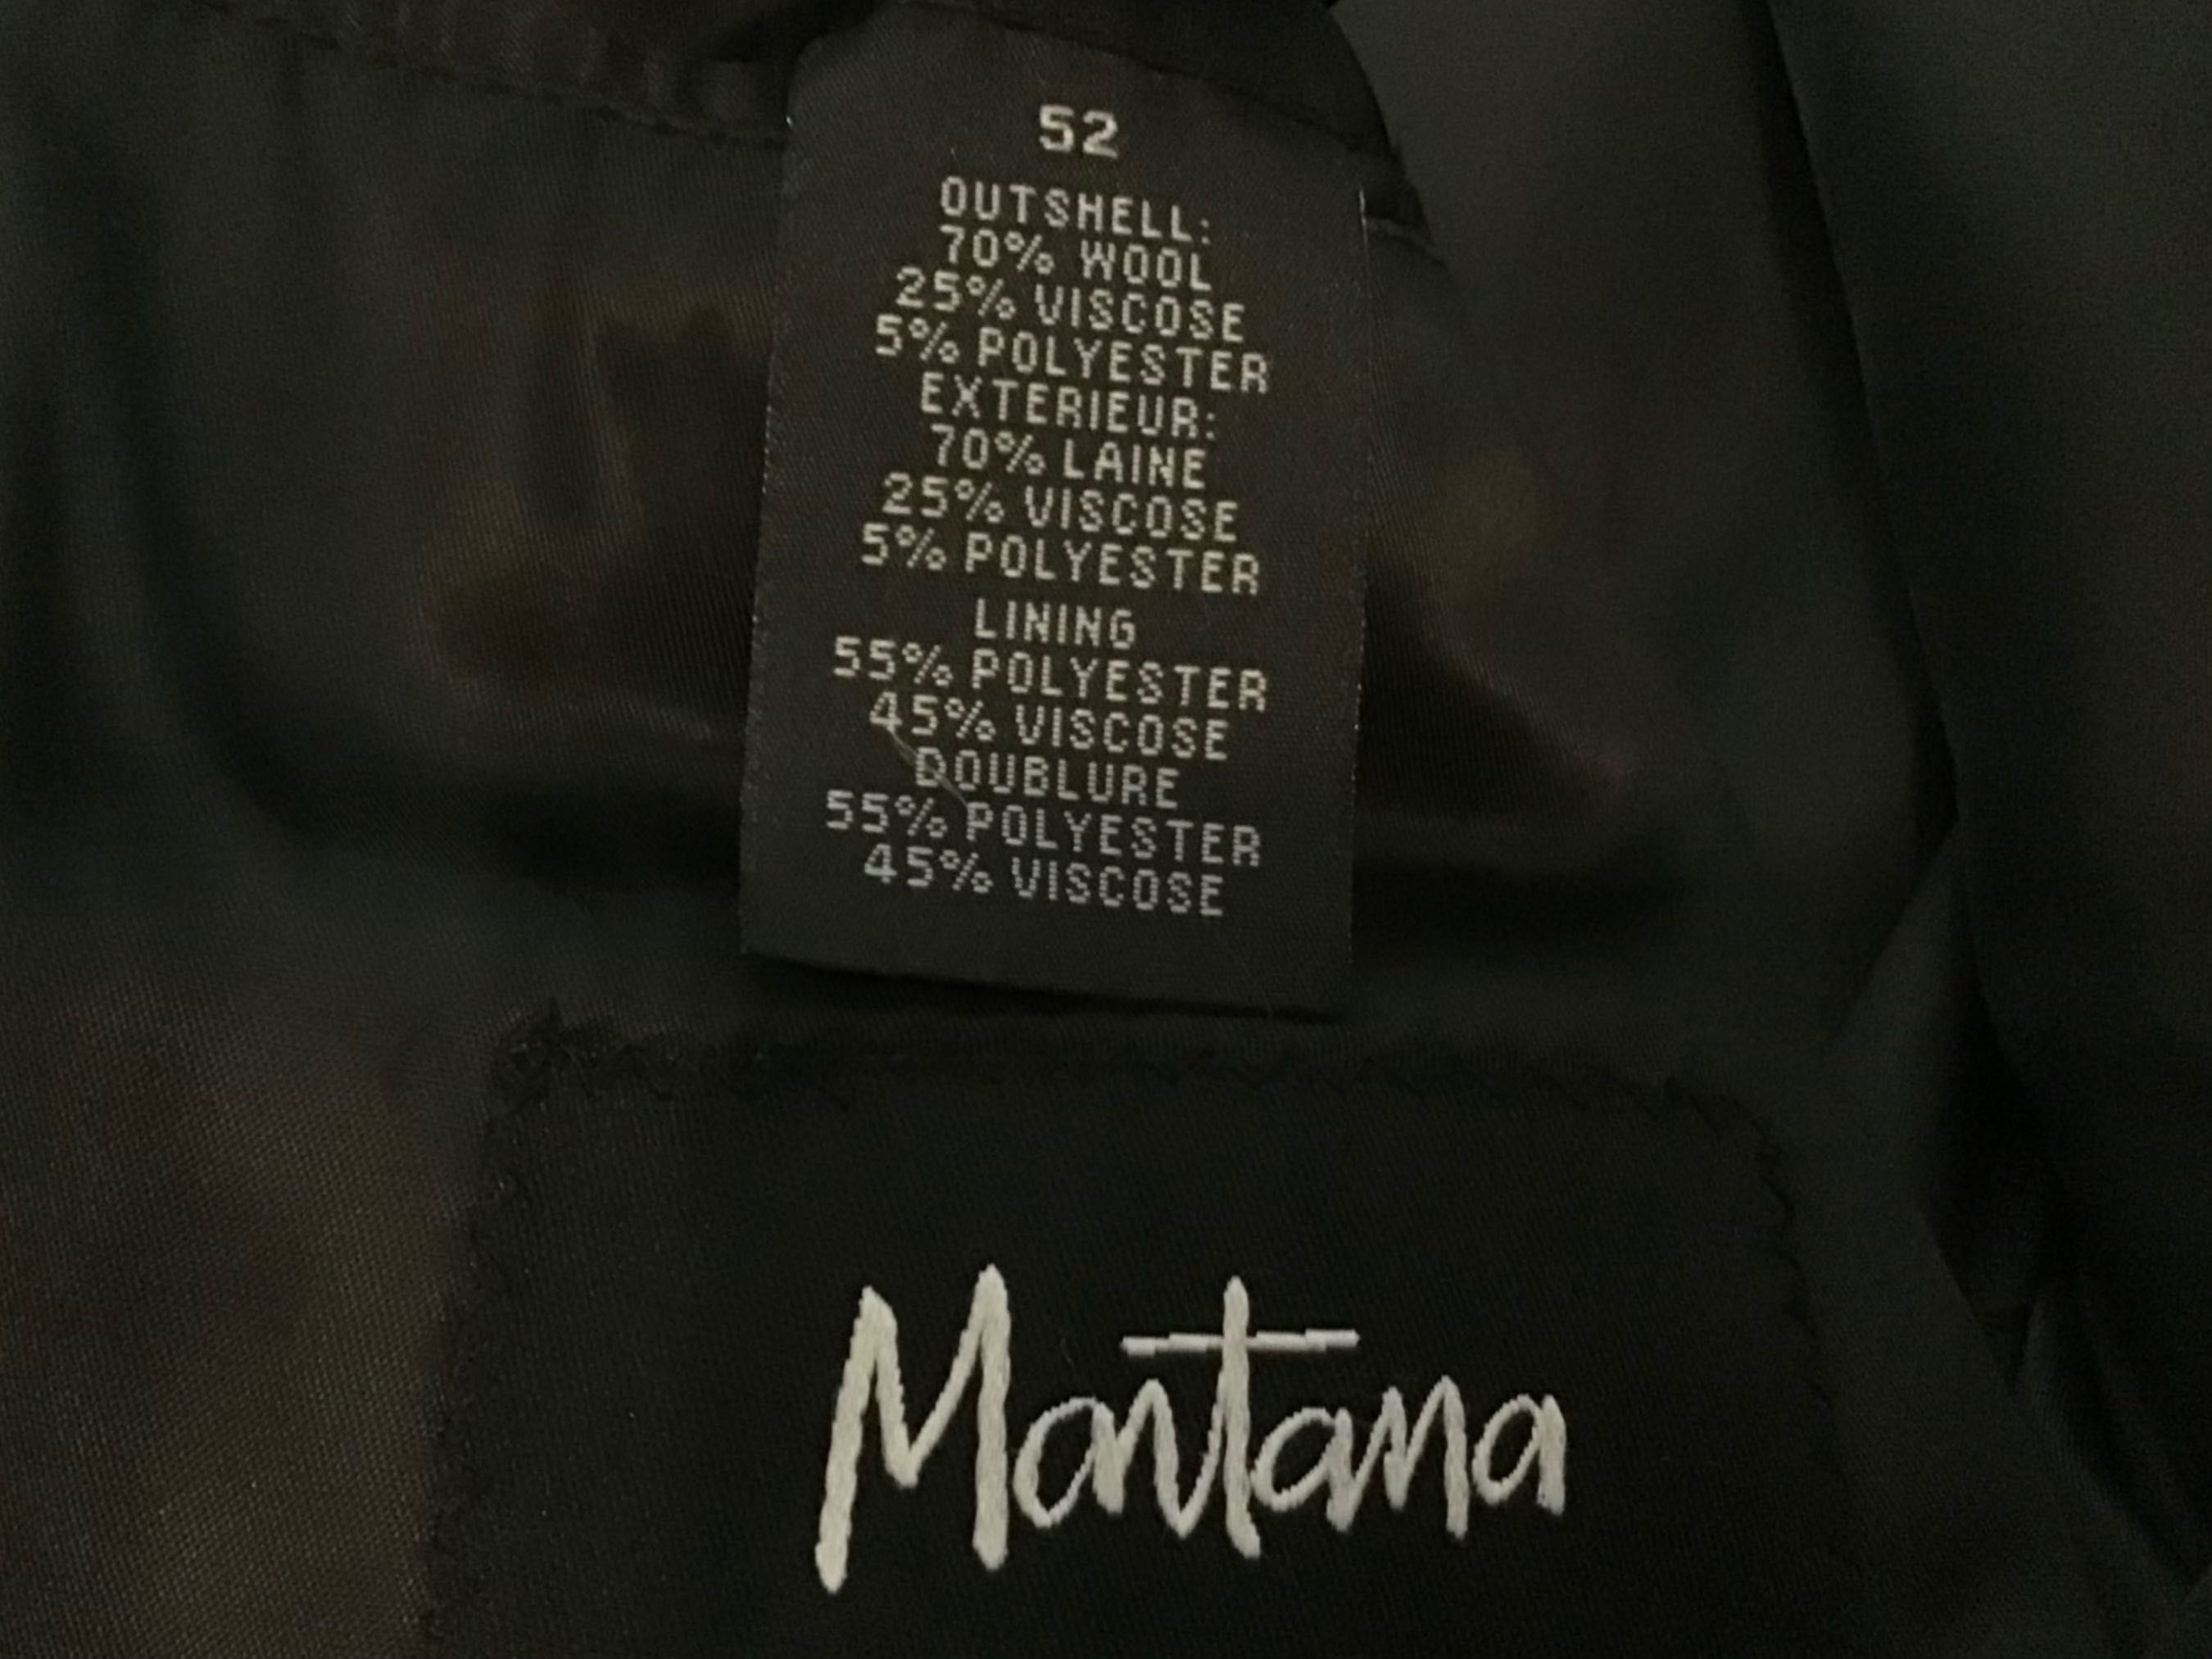 52
OUTSHELL:
70% WOOL
25% VISCOSE
5% POLYESTER
EXTERIEUR:
70% LAINE
25% VISCOSE
5% POLYESTER
LINING
55% POLYESTER
45% VISCOSE
DOUBLURE
55% POLYESTER
45% VISCOSE
Montana